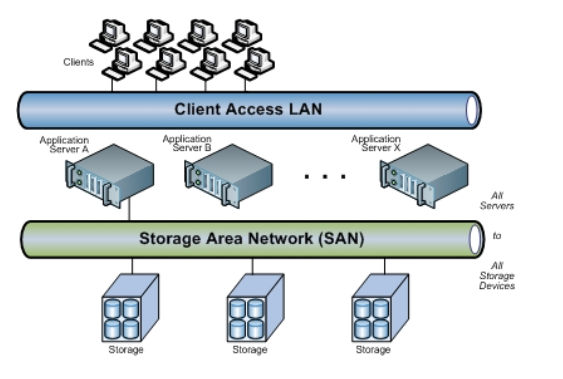 Clients
Client Access LAN
Application
Server A
Application
Server B
. . .
Application
Server X
All
Servers
to
All
Storage
Devices
Storage Area Network (SAN)
Storage
Storage
Storage